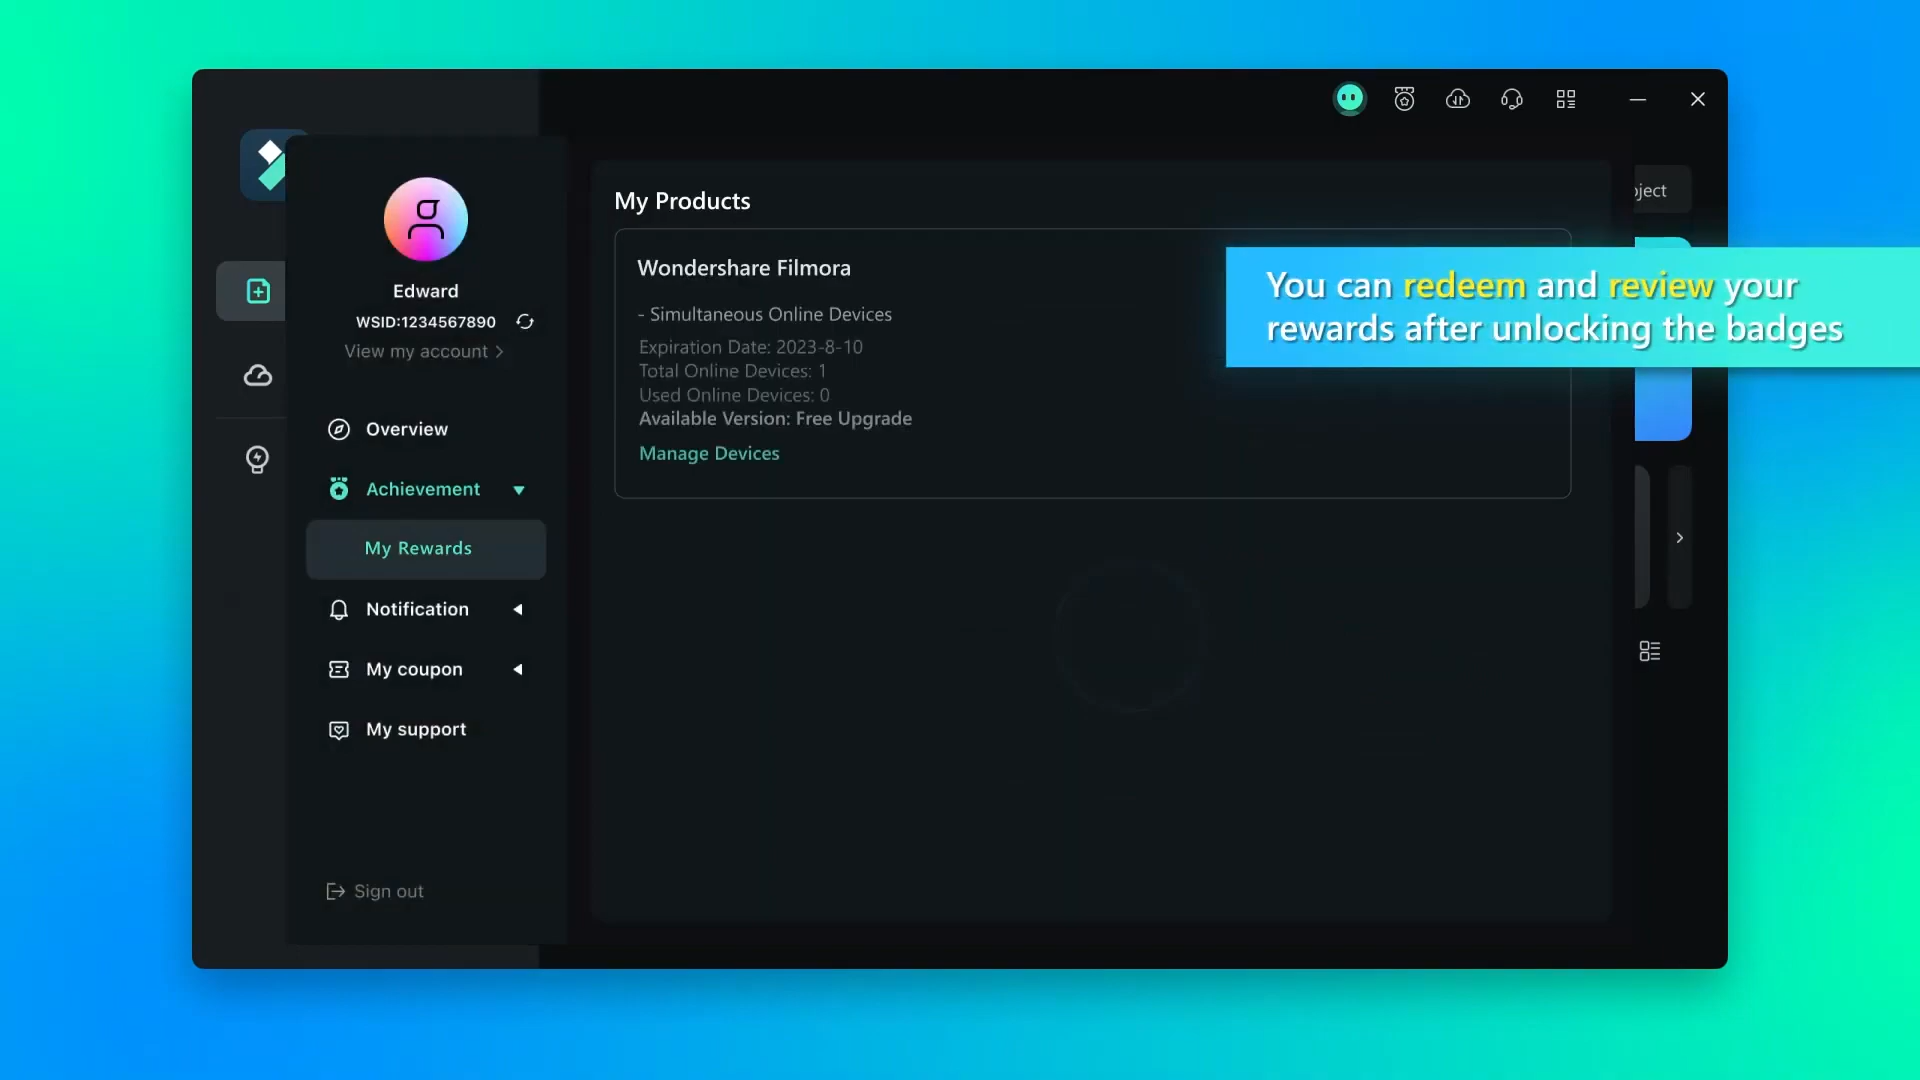 Edward
WSID:1234567890
View my account
Overview
Achievement
My Rewards
Notification
My coupon
My support
Sign out
My Products
Wondershare Filmora
- Simultaneous Online Devices
Expiration Date: 2023-8-10
Total Online Devices: 1
Used Online Devices: 0
Available Version: Free Upgrade
Manage Devices
ject
You can redeem and review your
rewards after unlocking the badges